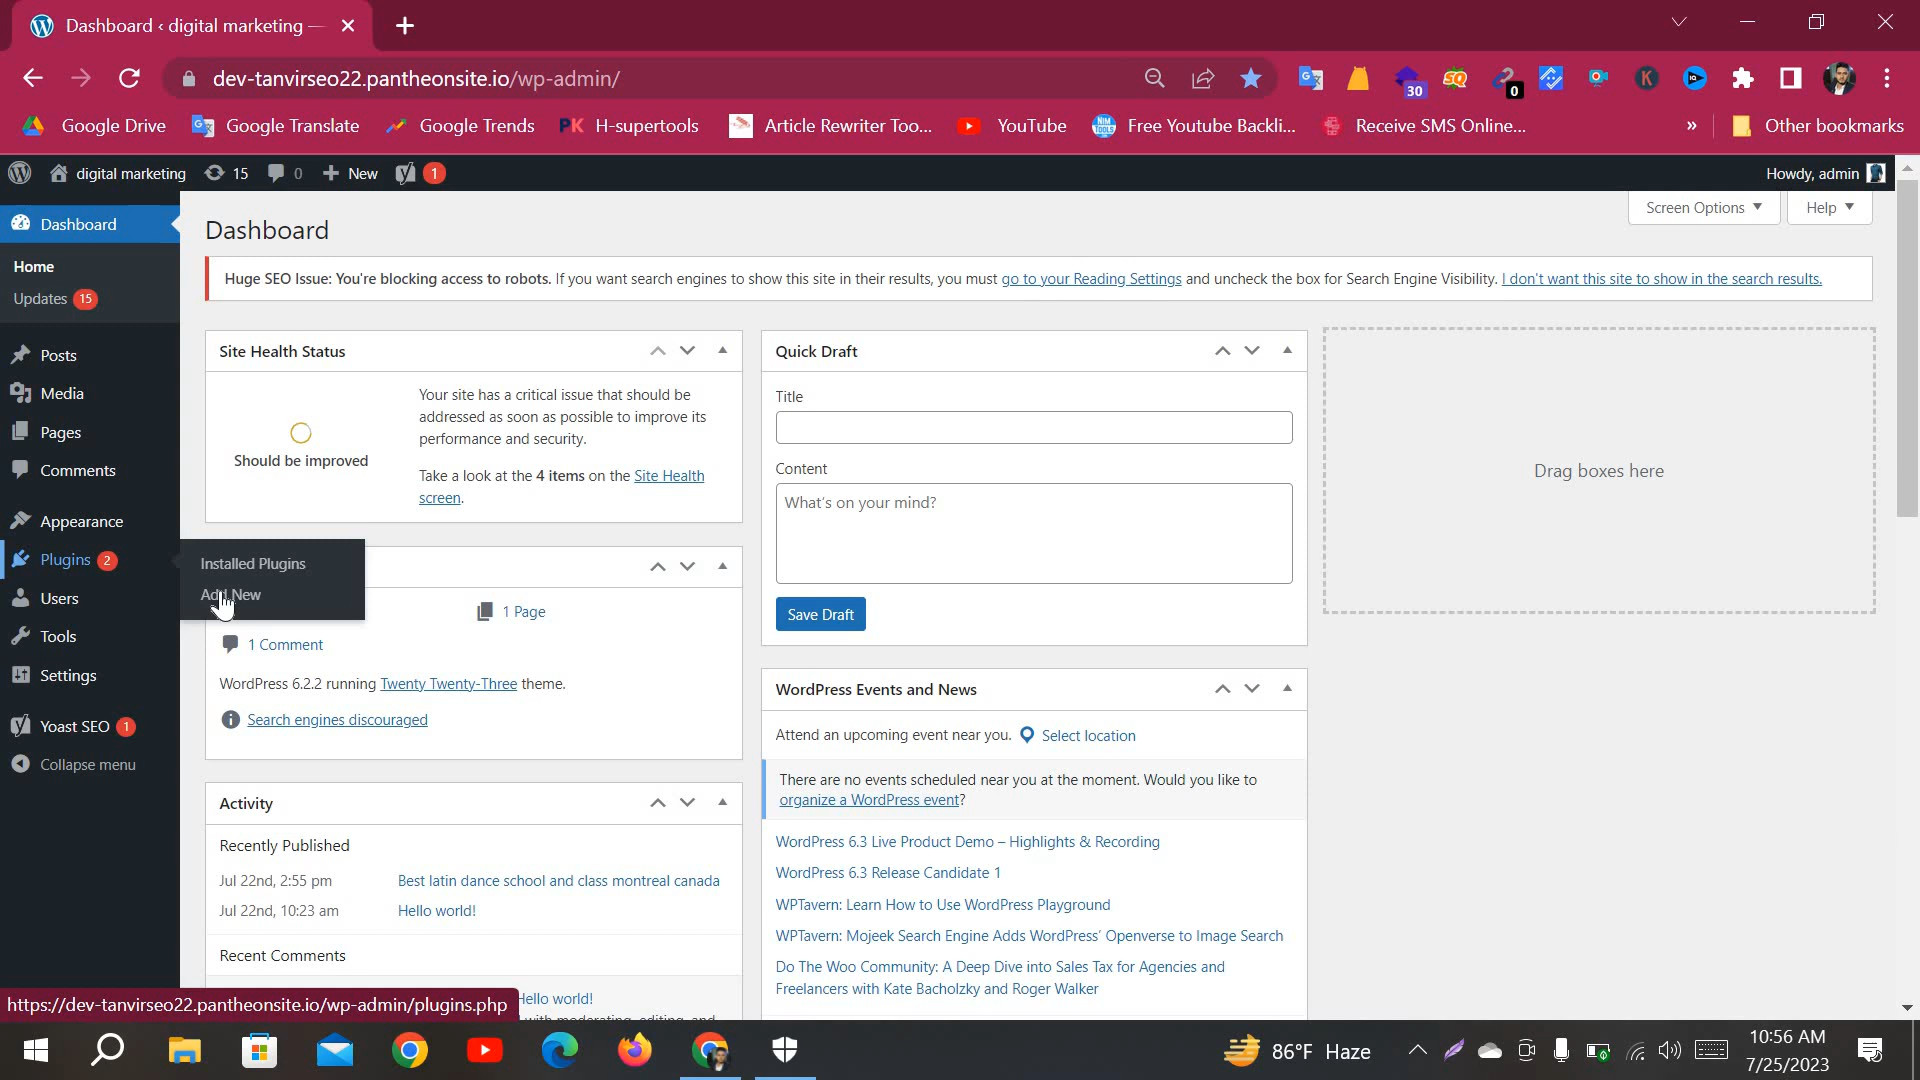 Dashboard ‹ digital marketing —
dev-tanvirseo22.pantheonsite.io/wp-admin/
30
0
Google Drive
Google Translate
Google Trends
PK H-supertools
Article Rewriter Too...
YouTube
Free Youtube Backli...
Receive SMS Online...
»
Other bookmarks
digital marketing
15
0
New
1
Howdy, admin
Dashboard
Home
Updates 15
Posts
Media
Pages
Comments
Appearance
Plugins 2
Installed Plugins
Add New
Users
Tools
Settings
Yoast SEO 1
Collapse menu
Screen Options
Help
Dashboard
Huge SEO Issue: You're blocking access to robots. If you want search engines to show this site in their results, you must go to your Reading Settings and uncheck the box for Search Engine Visibility. I don't want this site to show in the search results.
Site Health Status
Should be improved
Your site has a critical issue that should be
addressed as soon as possible to improve its
performance and security.
Take a look at the 4 items on the Site Health
screen.
1 Page
1 Comment
WordPress 6.2.2 running Twenty Twenty-Three theme.
Search engines discouraged
Activity
Recently Published
Jul 22nd, 2:55 pm
Best latin dance school and class montreal canada
Jul 22nd, 10:23 am
Hello world!
Recent Comments
Hello world!
Quick Draft
Title
Content
What's on your mind?
Save Draft
WordPress Events and News
Attend an upcoming event near you.
Select location
There are no events scheduled near you at the moment. Would you like to
organize a WordPress event?
WordPress 6.3 Live Product Demo – Highlights & Recording
WordPress 6.3 Release Candidate 1
WPTavern: Learn How to Use WordPress Playground
WPTavern: Mojeek Search Engine Adds WordPress' Openverse to Image Search
Do The Woo Community: A Deep Dive into Sales Tax for Agencies and
Freelancers with Kate Bacholzky and Roger Walker
Drag boxes here
https://dev-tanvirseo22.pantheonsite.io/wp-admin/plugins.php
86°F Haze
10:56 AM
7/25/2023